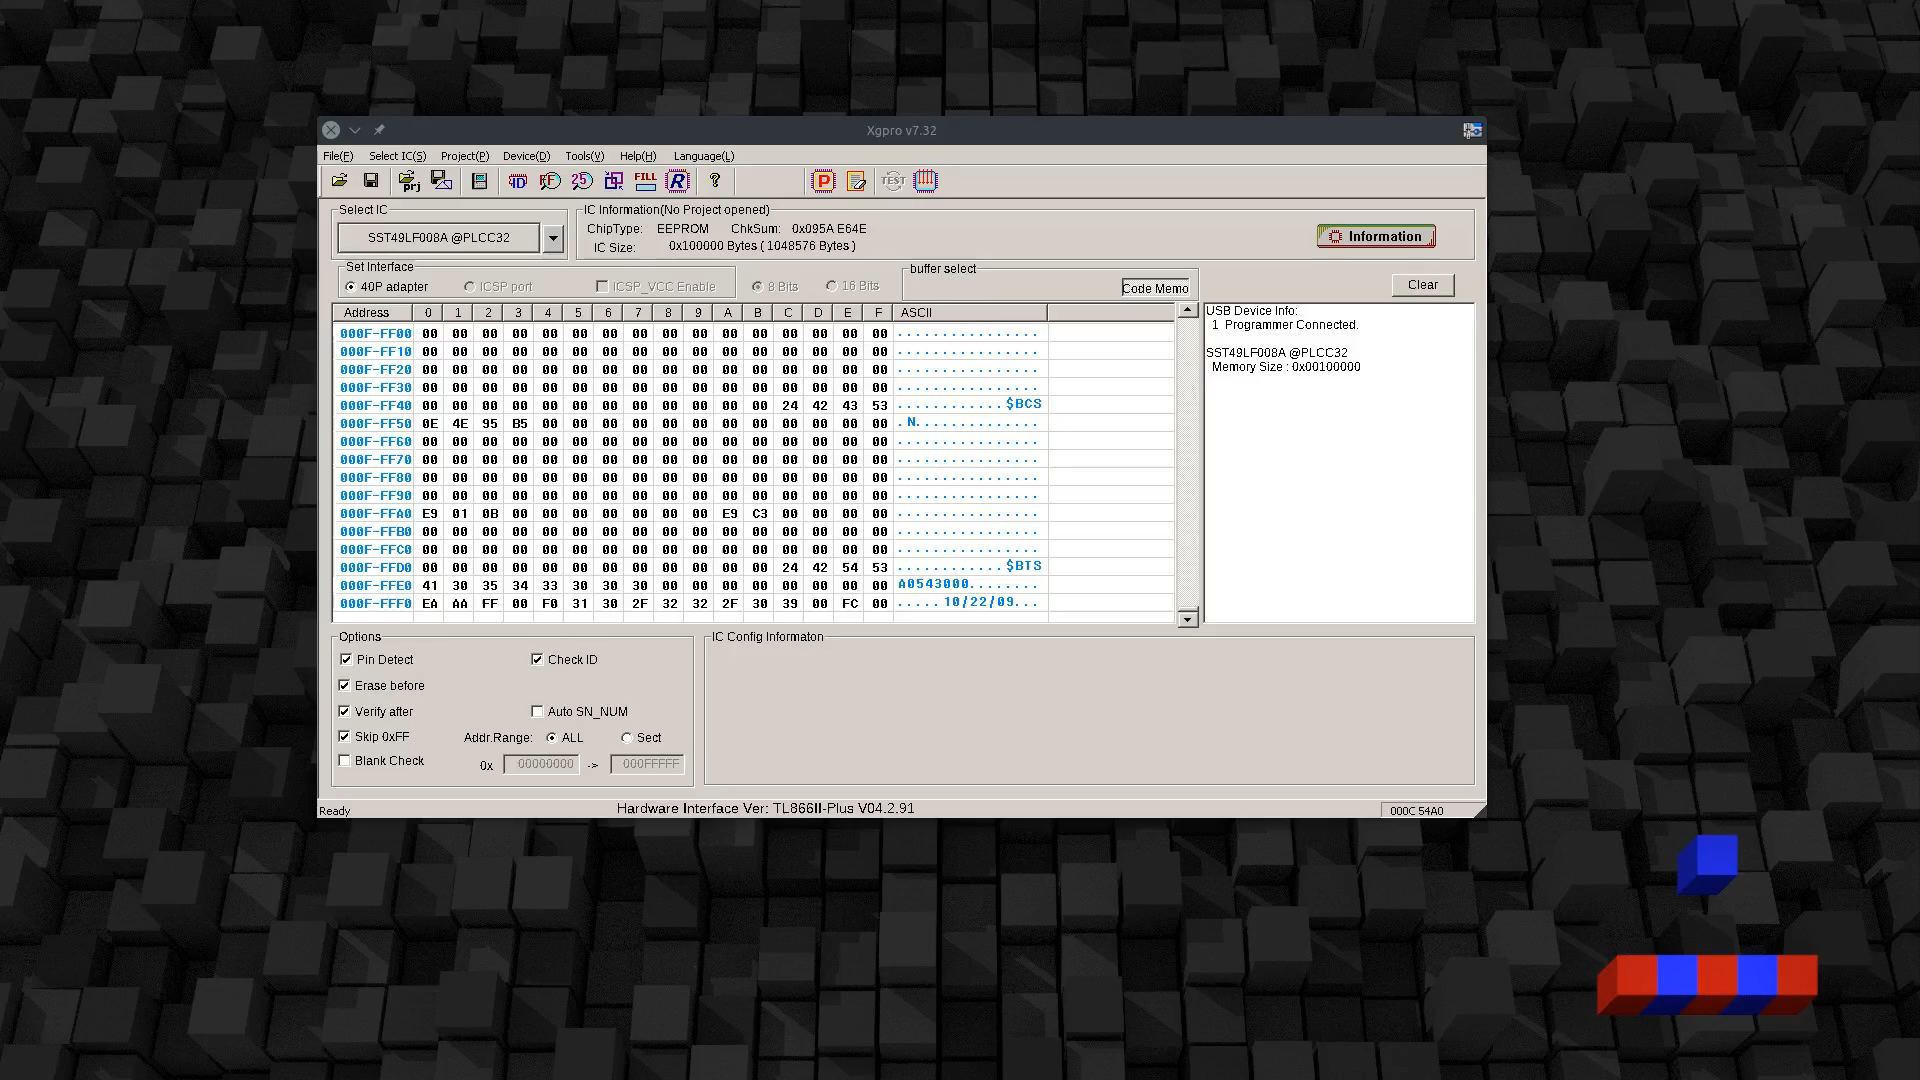 Xgpro v7.32
File(F) Select IC(S) Project(P) Device(D) Tools(V) Help(H) Language(L)
prj ID FF 25 FILL R ? P TEST
Select IC
SST49LF008A @PLCC32
IC Information(No Project opened)
ChipType: EEPROM ChkSum: 0x095A E64E
IC Size: 0x100000 Bytes ( 1048576 Bytes )
Information
Set Interface
40P adapter ICSP port ICSP_VCC Enable 8 Bits 16 Bits
buffer select
Code Memo
Clear
Address 0 1 2 3 4 5 6 7 8 9 A B C D E F ASCII
000F-FF00 00 00 00 00 00 00 00 00 00 00 00 00 00 00 00 00 ................
000F-FF10 00 00 00 00 00 00 00 00 00 00 00 00 00 00 00 00 ................
000F-FF20 00 00 00 00 00 00 00 00 00 00 00 00 00 00 00 00 ................
000F-FF30 00 00 00 00 00 00 00 00 00 00 00 00 00 00 00 00 ................
000F-FF40 00 00 00 00 00 00 00 00 00 00 00 00 24 42 43 53 ............$BCS
000F-FF50 0E 4E 95 B5 00 00 00 00 00 00 00 00 00 00 00 00 .N..............
000F-FF60 00 00 00 00 00 00 00 00 00 00 00 00 00 00 00 00 ................
000F-FF70 00 00 00 00 00 00 00 00 00 00 00 00 00 00 00 00 ................
000F-FF80 00 00 00 00 00 00 00 00 00 00 00 00 00 00 00 00 ................
000F-FF90 00 00 00 00 00 00 00 00 00 00 00 00 00 00 00 00 ................
000F-FFA0 E9 01 0B 00 00 00 00 00 00 00 E9 C3 00 00 00 00 ................
000F-FFB0 00 00 00 00 00 00 00 00 00 00 00 00 00 00 00 00 ................
000F-FFC0 00 00 00 00 00 00 00 00 00 00 00 00 00 00 00 00 ................
000F-FFD0 00 00 00 00 00 00 00 00 00 00 00 00 24 42 54 53 ............$BTS
000F-FFE0 41 30 35 34 33 30 30 30 00 00 00 00 00 00 00 00 A0543000........
000F-FFF0 EA AA FF 00 F0 31 30 2F 32 32 2F 30 39 00 FC 00 .....10/22/09...
USB Device Info:
1 Programmer Connected.
SST49LF008A @PLCC32
Memory Size : 0x00100000
Options
Pin Detect Check ID
Erase before
Verify after Auto SN_NUM
Skip 0xFF Addr.Range: ALL Sect
Blank Check 0x 00000000 -> 000FFFFF
IC Config Informaton
Ready Hardware Interface Ver: TL866II-Plus V04.2.91 000C 54A0